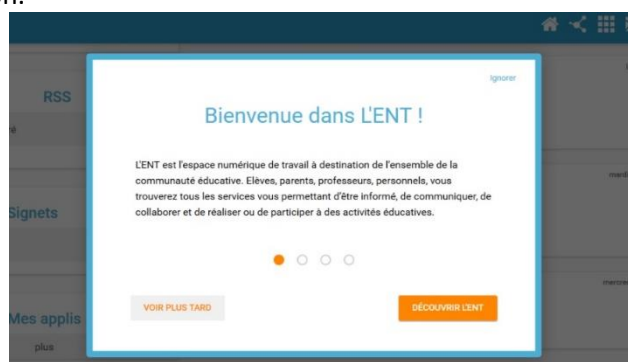 RSS
Signets
Mes applis
plus
Ignorer
Bienvenue dans L'ENT !
L'ENT est l'espace numérique de travail à destination de l'ensemble de la
communauté éducative. Elèves, parents, professeurs, personnels, vous
trouverez tous les services vous permettant d'être informé, de communiquer, de
collaborer et de réaliser ou de participer à des activités éducatives.
VOIR PLUS TARD
DÉCOUVRIR L'ENT